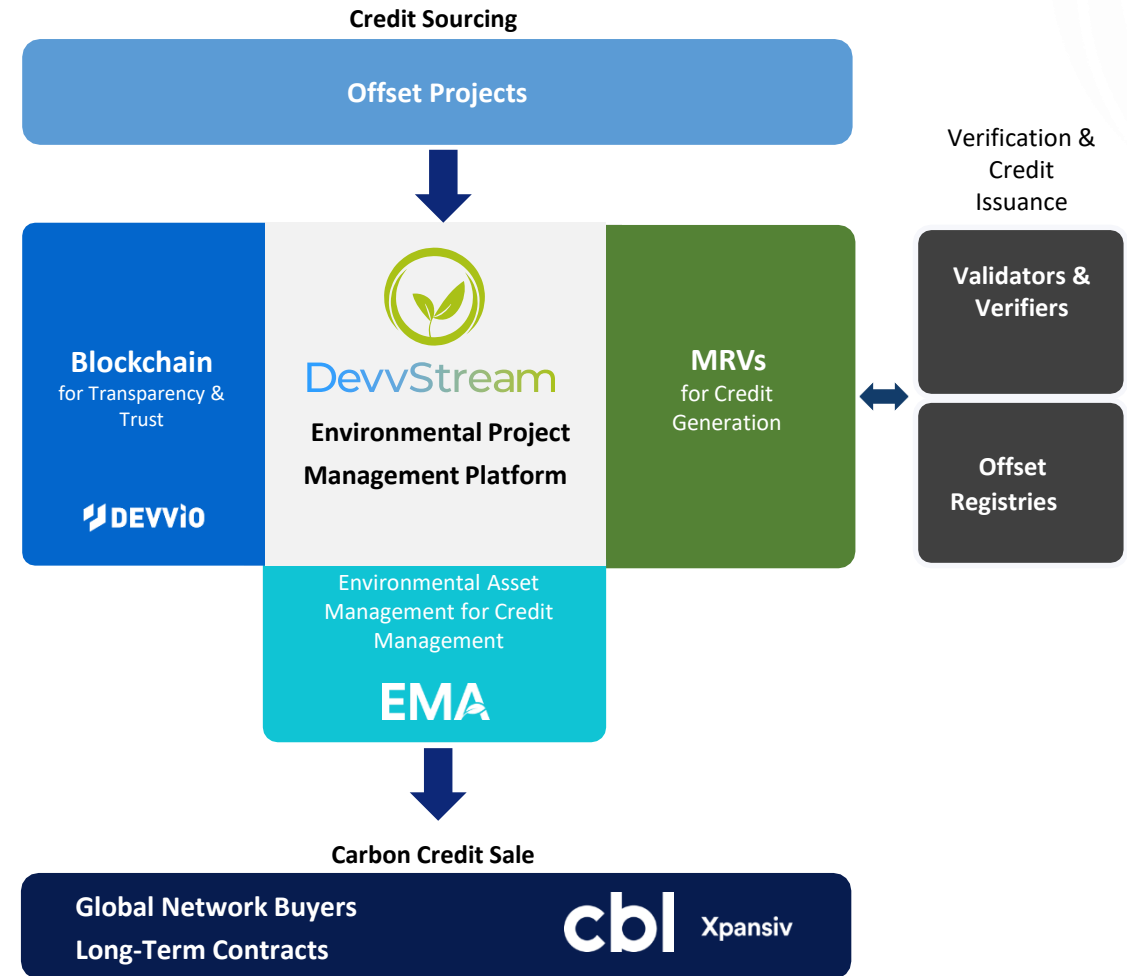 Credit Sourcing
Offset Projects
Verification &
Credit
Issuance
Blockchain
for Transparency &
Trust
DEVViO
DevvStream
Environmental Project
Management Platform
MRVs
for Credit
Generation
Validators &
Verifiers
Offset
Registries
Environmental Asset
Management for Credit
Management
EMA
Carbon Credit Sale
Global Network Buyers
Long-Term Contracts
cbl Xpansiv